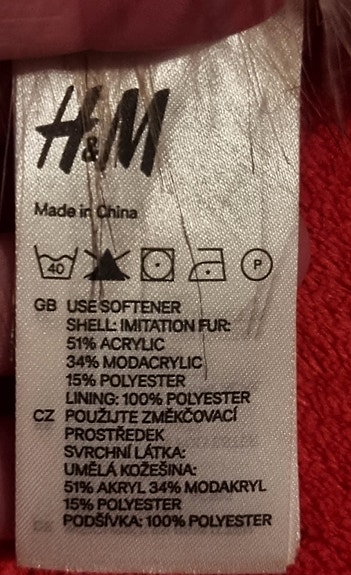 H&M
Made in China
40 P
GB USE SOFTENER
SHELL: IMITATION FUR:
51% ACRYLIC
34% MODACRYLIC
15% POLYESTER
LINING: 100% POLYESTER
CZ POUŽIJTE ZMĚKČOVACÍ
PROSTŘEDEK
SVRCHNÍ LÁTKA:
UMĚLÁ KOŽEŠINA:
51% AKRYL 34% MODAKRYL
15% POLYESTER
PODŠÍVKA: 100% POLYESTER